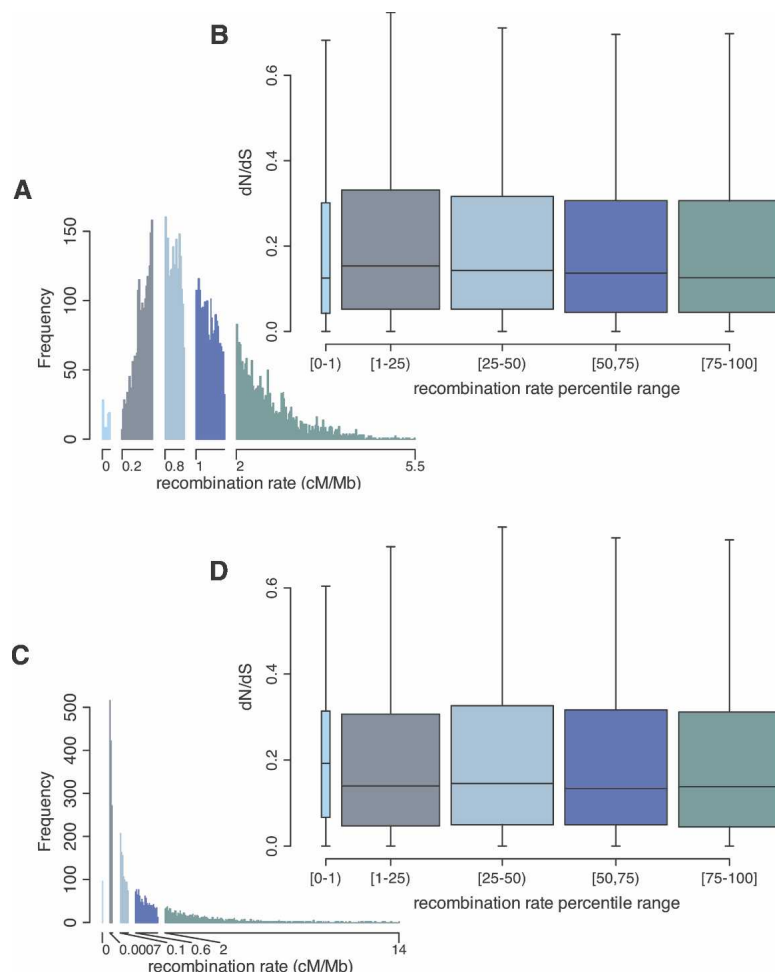 B
dN/dS
0.6
0.4
0.2
0.0
[0-1) [1-25) [25-50) [50,75) [75-100]
recombination rate percentile range
A
Frequency
150
100
50
0
0 0.2 0.8 1 2 5.5
recombination rate (cM/Mb)
D
dN/dS
0.6
0.4
0.2
0.0
[0-1) [1-25) [25-50) [50,75) [75-100]
recombination rate percentile range
C
Frequency
500
400
300
200
100
0
0 0.0007 0.1 0.6 2 14
recombination rate (cM/Mb)